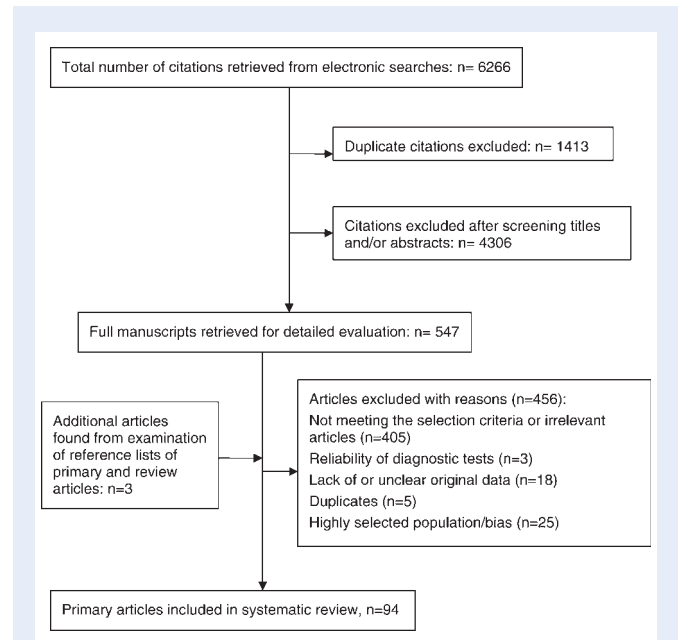 Total number of citations retrieved from electronic searches: n= 6266
Duplicate citations excluded: n= 1413
Citations excluded after screening titles
and/or abstracts: n= 4306
Full manuscripts retrieved for detailed evaluation: n= 547
Additional articles
found from examination
of reference lists of
primary and review
articles: n=3
Articles excluded with reasons (n=456):
Not meeting the selection criteria or irrelevant
articles (n=405)
Reliability of diagnostic tests (n=3)
Lack of or unclear original data (n=18)
Duplicates (n=5)
Highly selected population/bias (n=25)
Primary articles included in systematic review, n=94